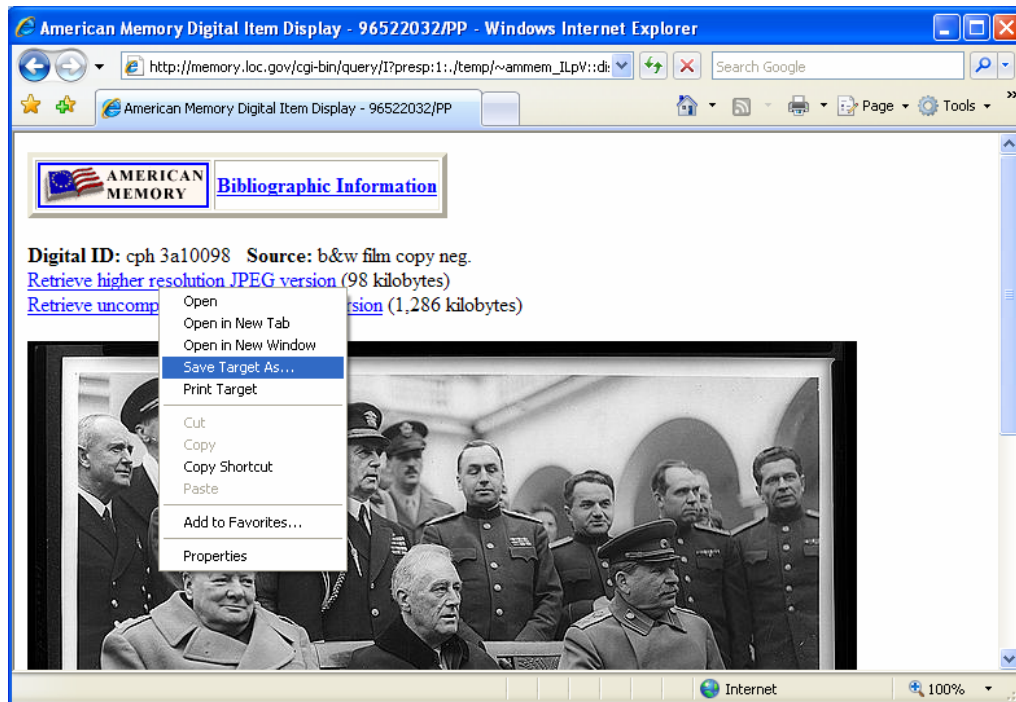 American Memory Digital Item Display - 96522032/PP - Windows Internet Explorer
http://memory.loc.gov/cgi-bin/query/I?presp:1:./temp/~ammem_ILpV::di: Search Google
American Memory Digital Item Display - 96522032/PP Page Tools »
AMERICAN
MEMORY
Bibliographic Information
Digital ID: cph 3a10098 Source: b&w film copy neg.
Retrieve higher resolution JPEG version (98 kilobytes)
Retrieve uncomp rsion (1,286 kilobytes)
Open
Open in New Tab
Open in New Window
Save Target As...
Print Target
Cut
Copy
Copy Shortcut
Paste
Add to Favorites...
Properties
Internet 100%